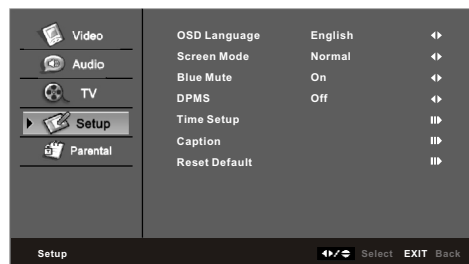 Video
Audio
TV
Setup
Parental
OSD Language English
Screen Mode Normal
Blue Mute On
DPMS Off
Time Setup
Caption
Reset Default
Setup Select EXIT Back